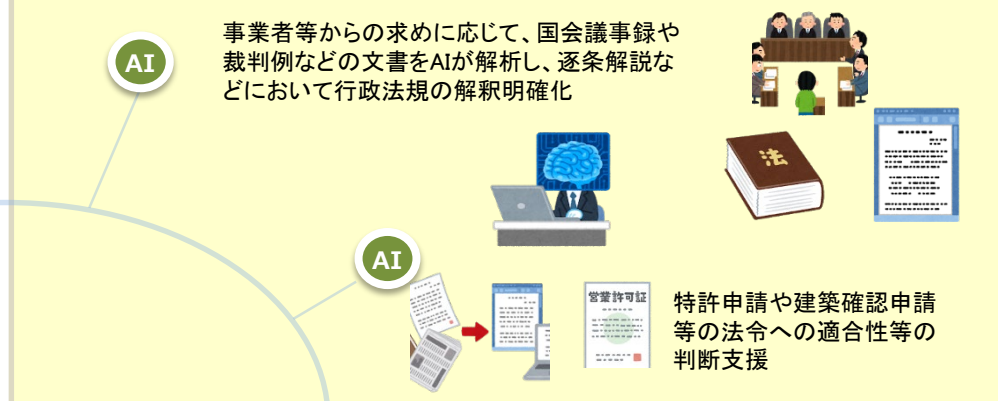 AI
事業者等からの求めに応じて、国会議事録や
裁判例などの文書をAIが解析し、逐条解説な
どにおいて行政法規の解釈明確化
法
AI
営業許可証
特許申請や建築確認申請
等の法令への適合性等の
判断支援